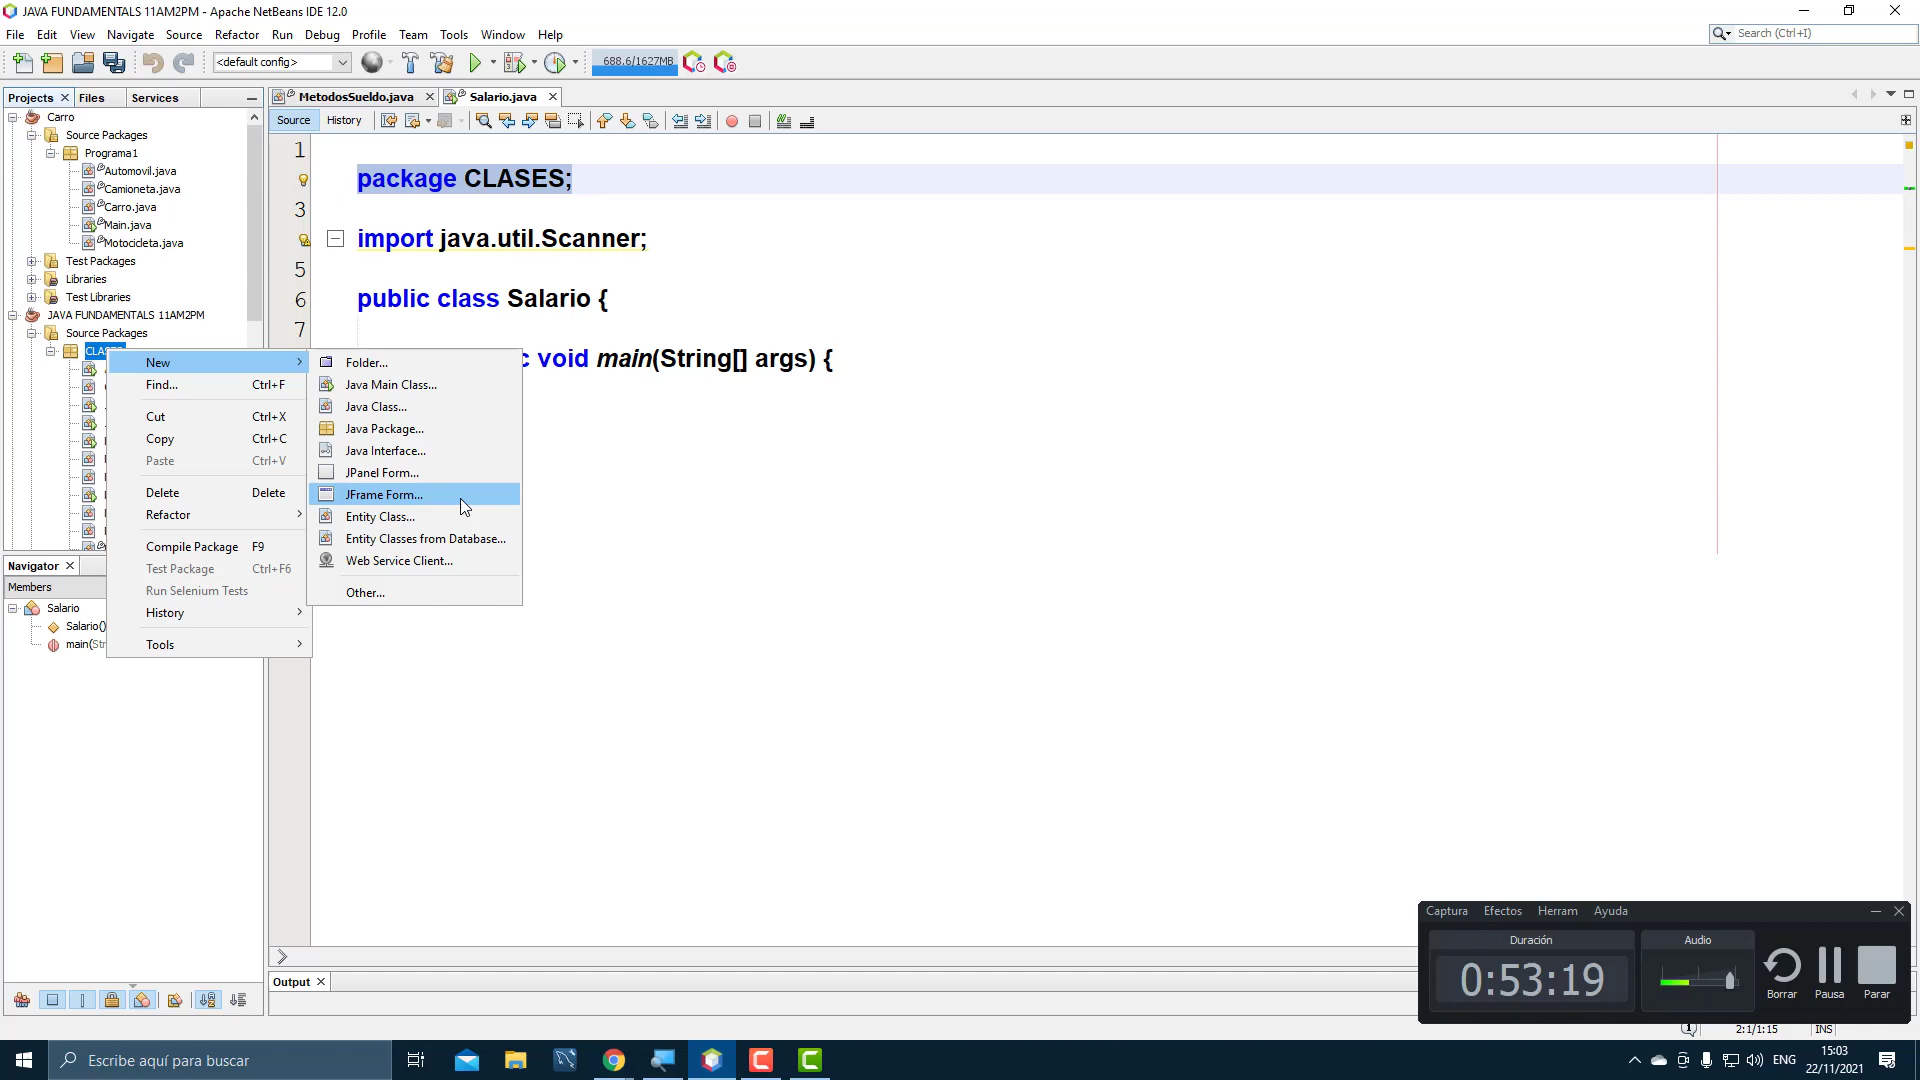 JAVA FUNDAMENTALS 11AM2PM - Apache NetBeans IDE 12.0
File Edit View Navigate Source Refactor Run Debug Profile Team Tools Window Help
Search (Ctrl+I)
<default config>
688.6/1627MB
Projects Files Services
MetodosSueldo.java Salario.java
Source History
Carro
Source Packages
Programa1
Automovil.java
Camioneta.java
Carro.java
Main.java
Motocicleta.java
Test Packages
Libraries
Test Libraries
JAVA FUNDAMENTALS 11AM2PM
Source Packages
1
package CLASES;
3
import java.util.Scanner;
5
6 public class Salario {
7
void main(String[] args) {
New
Find... Ctrl+F
Cut Ctrl+X
Copy Ctrl+C
Paste Ctrl+V
Delete Delete
Refactor
Compile Package F9
Test Package Ctrl+F6
Run Selenium Tests
History
Tools
Folder...
Java Main Class...
Java Class...
Java Package...
Java Interface...
JPanel Form...
JFrame Form...
Entity Class...
Entity Classes from Database...
Web Service Client...
Other...
Navigator
Members
Salario
Salario()
main(Str
Output
Captura Efectos Herram Ayuda
Duración
0:53:19
Audio
Borrar Pausa Parar
2:1/1:15 INS
Escribe aquí para buscar
ENG
15:03
22/11/2021